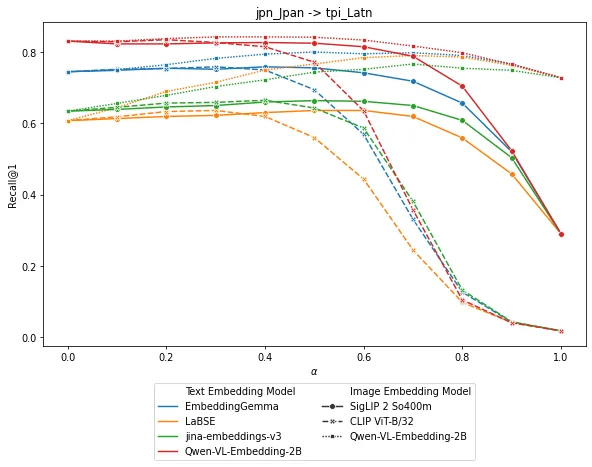 jpn_Jpan -> tpi_Latn
Recall@1
0.8
0.6
0.4
0.2
0.0
0.0 0.2 0.4 0.6 0.8 1.0
α
Text Embedding Model
EmbeddingGemma
LaBSE
jina-embeddings-v3
Qwen-VL-Embedding-2B
Image Embedding Model
SigLIP 2 So400m
CLIP ViT-B/32
Qwen-VL-Embedding-2B